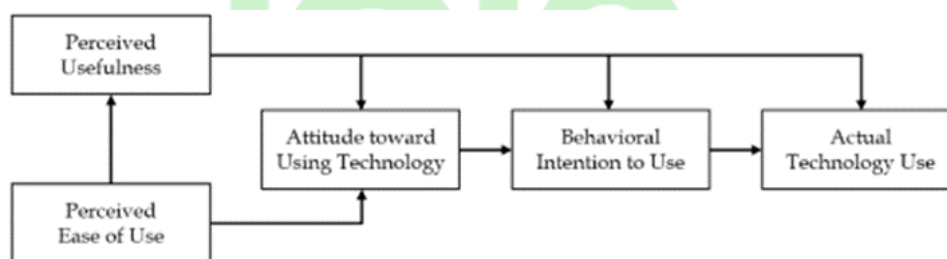 Perceived
Usefulness
Attitude toward
Using Technology
Behavioral
Intention to Use
Actual
Technology Use
Perceived
Ease of Use